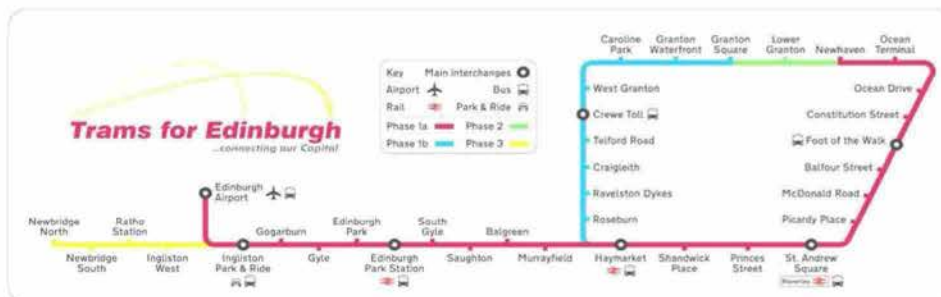 Trams for Edinburgh
...connecting our Capital
Key
Main Interchanges
Airport
Bus
Rail
Park & Ride
Phase 1a
Phase 2
Phase 1b
Phase 3
Caroline
Park
Granton
Waterfront
Granton
Square
Lower
Granton
Newhaven
Ocean
Terminal
West Granton
Crewe Toll
Telford Road
Craigleith
Ravelston Dykes
Roseburn
Ocean Drive
Constitution Street
Foot of the Walk
Balfour Street
McDonald Road
Picardy Place
Edinburgh
Airport
Newbridge
North
Ratho
Station
Gogarburn
Edinburgh
Park
South
Gyle
Balgreen
Newbridge
South
Ingliston
West
Ingliston
Park & Ride
Gyle
Edinburgh
Park Station
Saughton
Murrayfield
Haymarket
Shandwick
Place
Princes
Street
St. Andrew
Square
Waverley